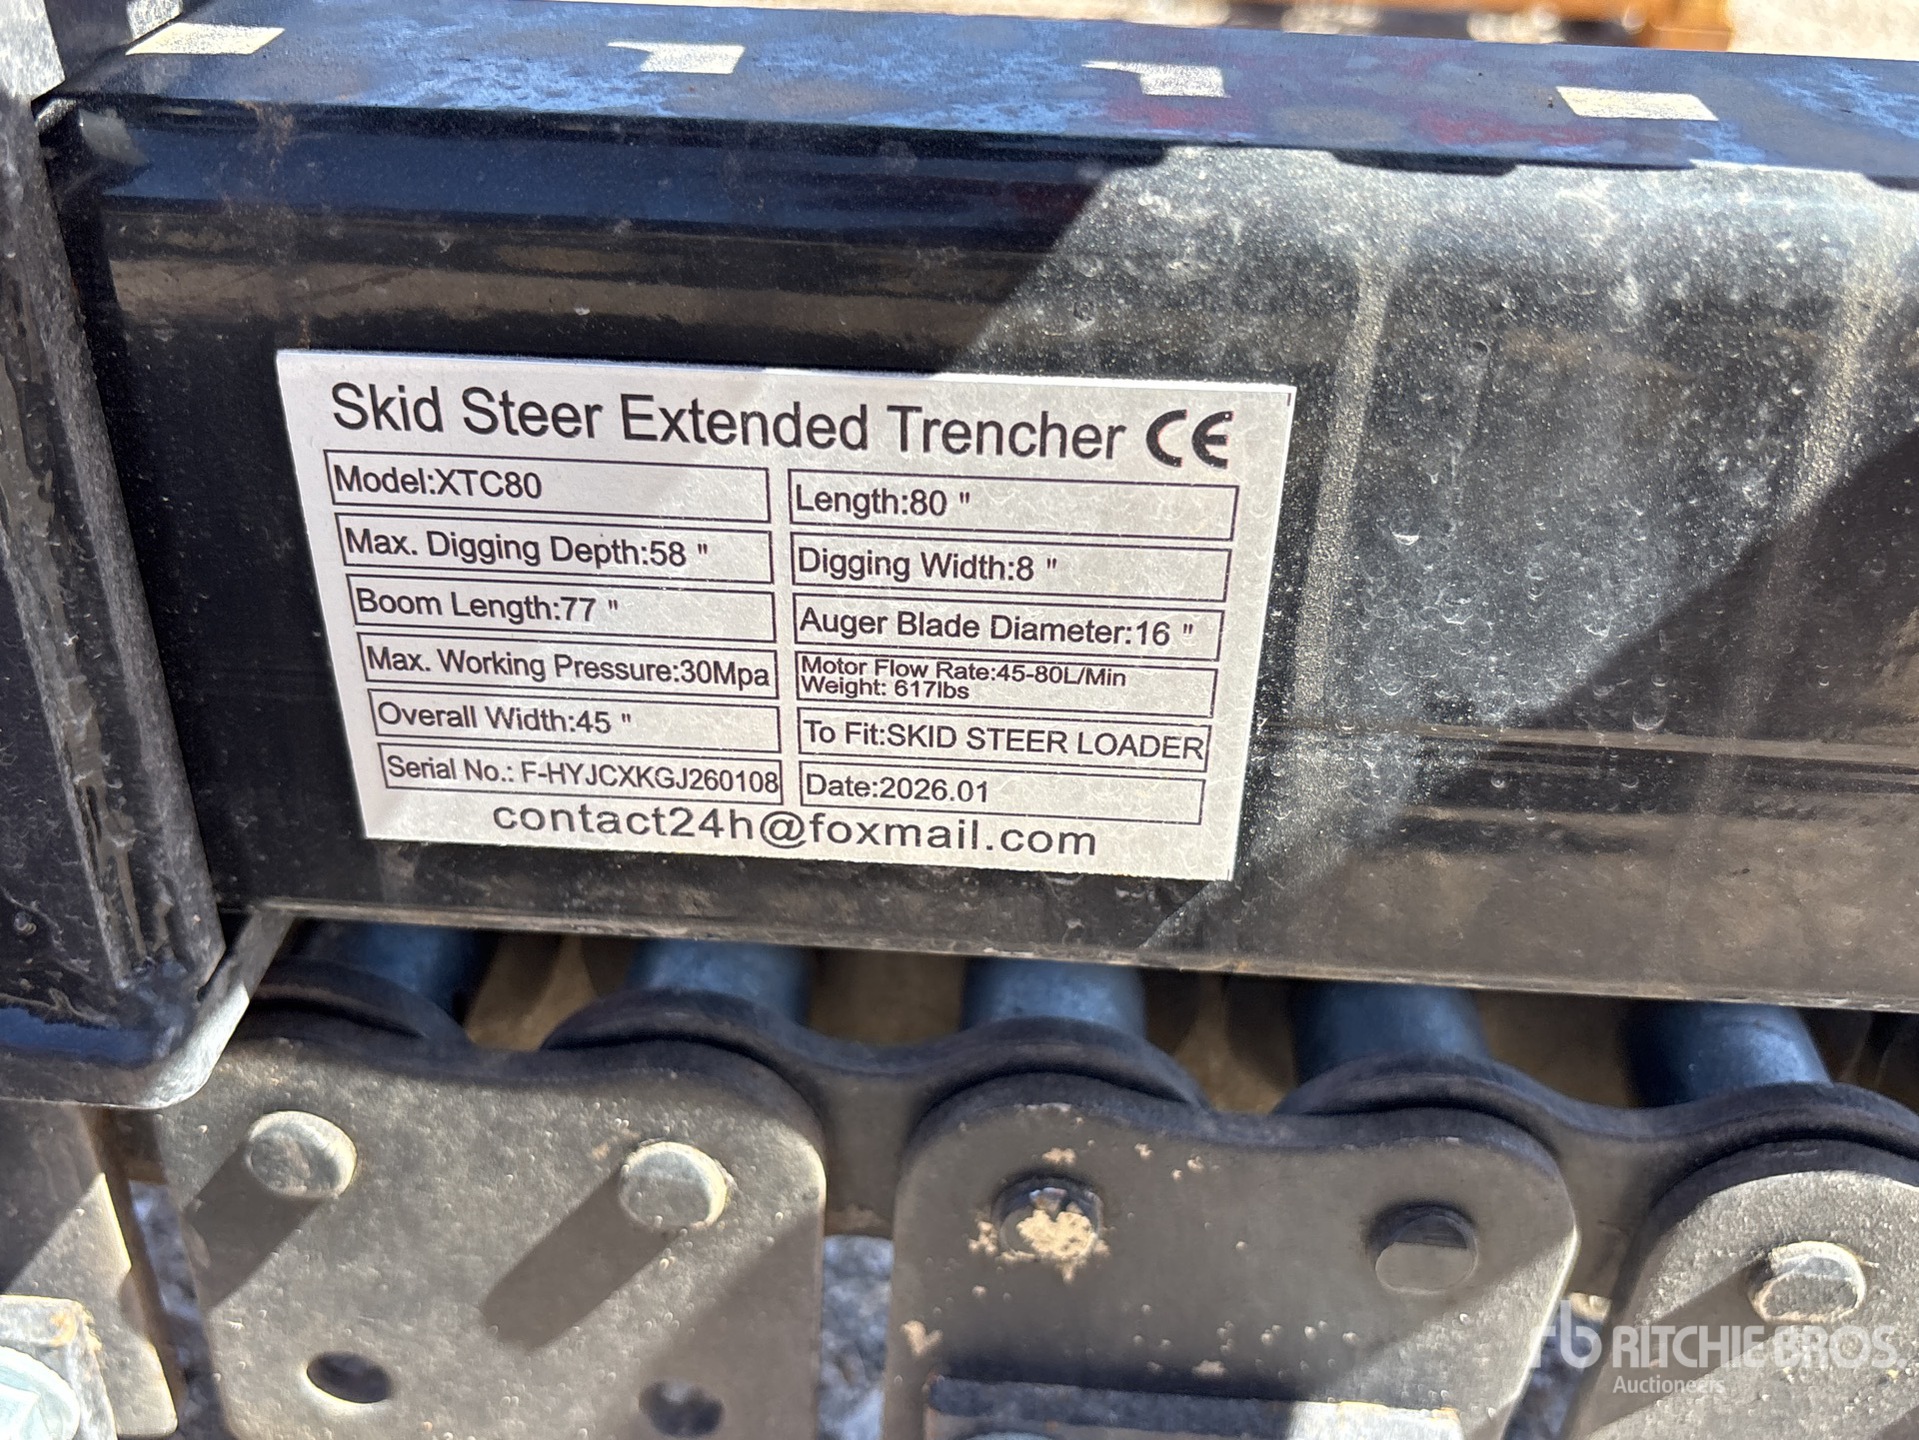 Skid Steer Extended Trencher CE
Model:XTC80
Length:80 "
Max. Digging Depth:58 "
Digging Width:8 "
Boom Length:77 "
Auger Blade Diameter:16 "
Max. Working Pressure:30Mpa
Motor Flow Rate:45-80L/Min
Weight: 617lbs
Overall Width:45 "
To Fit:SKID STEER LOADER
Serial No.: F-HYJCXKGJ260108
Date:2026.01
contact24h@foxmail.com
rb RITCHIE BROS.
Auctioneers